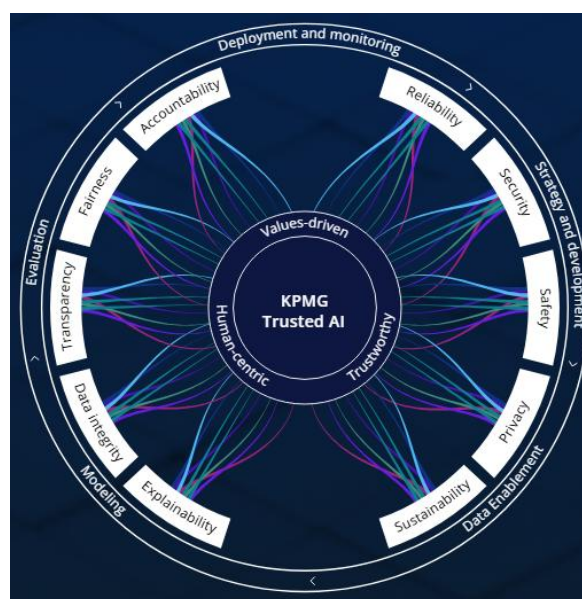 Deployment and monitoring
Strategy and development
Data Enablement
Modeling
Evaluation
Accountability
Fairness
Transparency
Data integrity
Explainability
Reliability
Security
Safety
Privacy
Sustainability
Values-driven
Human-centric
Trustworthy
KPMG
Trusted AI